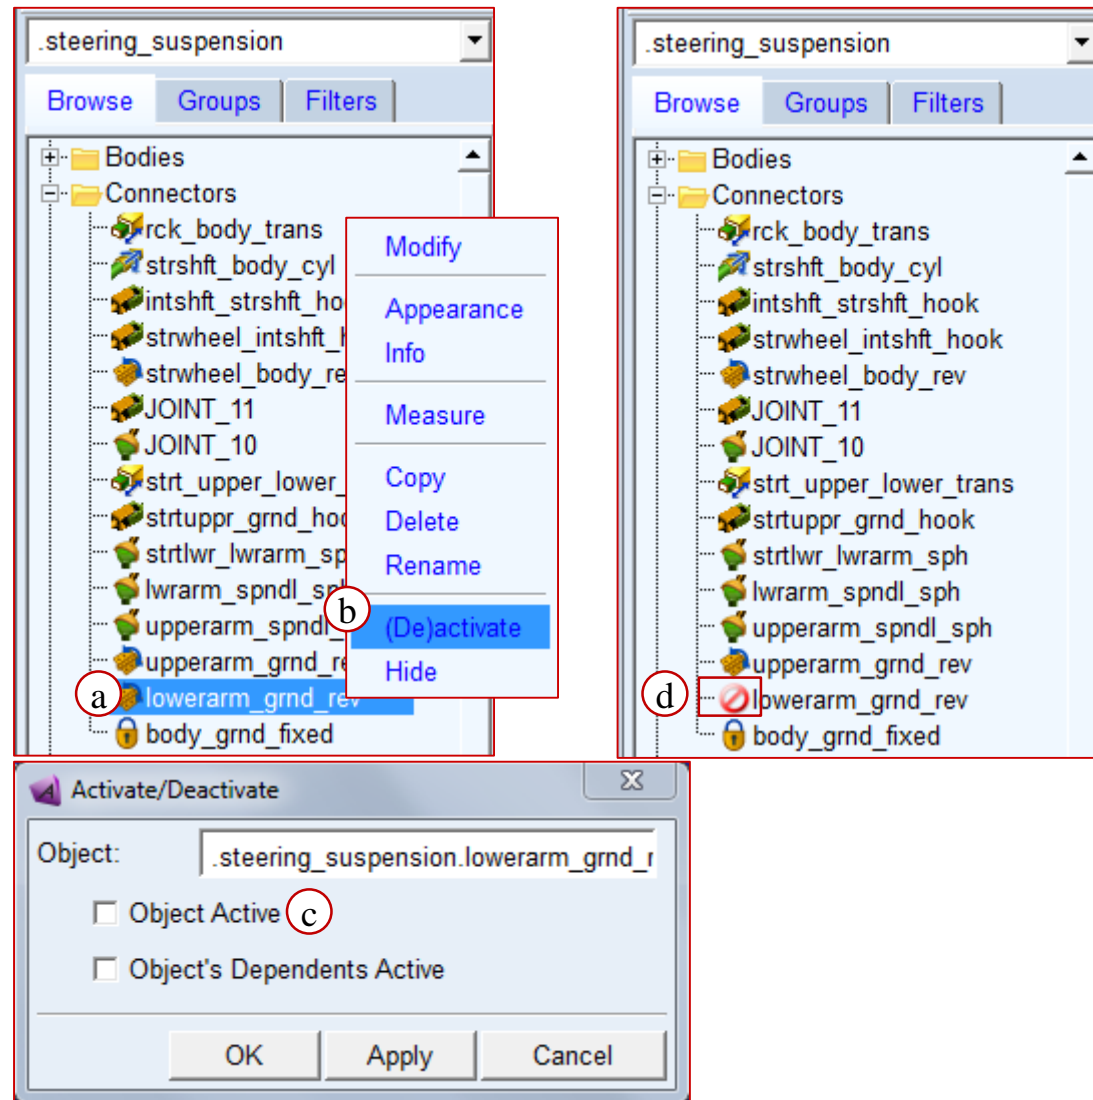 .steering_suspension
Browse Groups Filters
Bodies
Connectors
rck_body_trans
strshft_body_cyl
intshft_strshft_ho
strwheel_intshft_
strwheel_body_re
JOINT_11
JOINT_10
strt_upper_lower_
strtuppr_grnd_hoo
strtlwr_lwrarm_sp
lwrarm_spndl_sp
upperarm_spndl_
upperarm_grnd_re
a lowerarm_grnd_rev
body_grnd_fixed
Modify
Appearance
Info
Measure
Copy
Delete
Rename
b (De)activate
Hide
.steering_suspension
Browse Groups Filters
Bodies
Connectors
rck_body_trans
strshft_body_cyl
intshft_strshft_hook
strwheel_intshft_hook
strwheel_body_rev
JOINT_11
JOINT_10
strt_upper_lower_trans
strtuppr_grnd_hook
strtlwr_lwrarm_sph
lwrarm_spndl_sph
upperarm_spndl_sph
upperarm_grnd_rev
d lowerarm_grnd_rev
body_grnd_fixed
Activate/Deactivate
Object: .steering_suspension.lowerarm_grnd_r
Object Active c
Object's Dependents Active
OK Apply Cancel